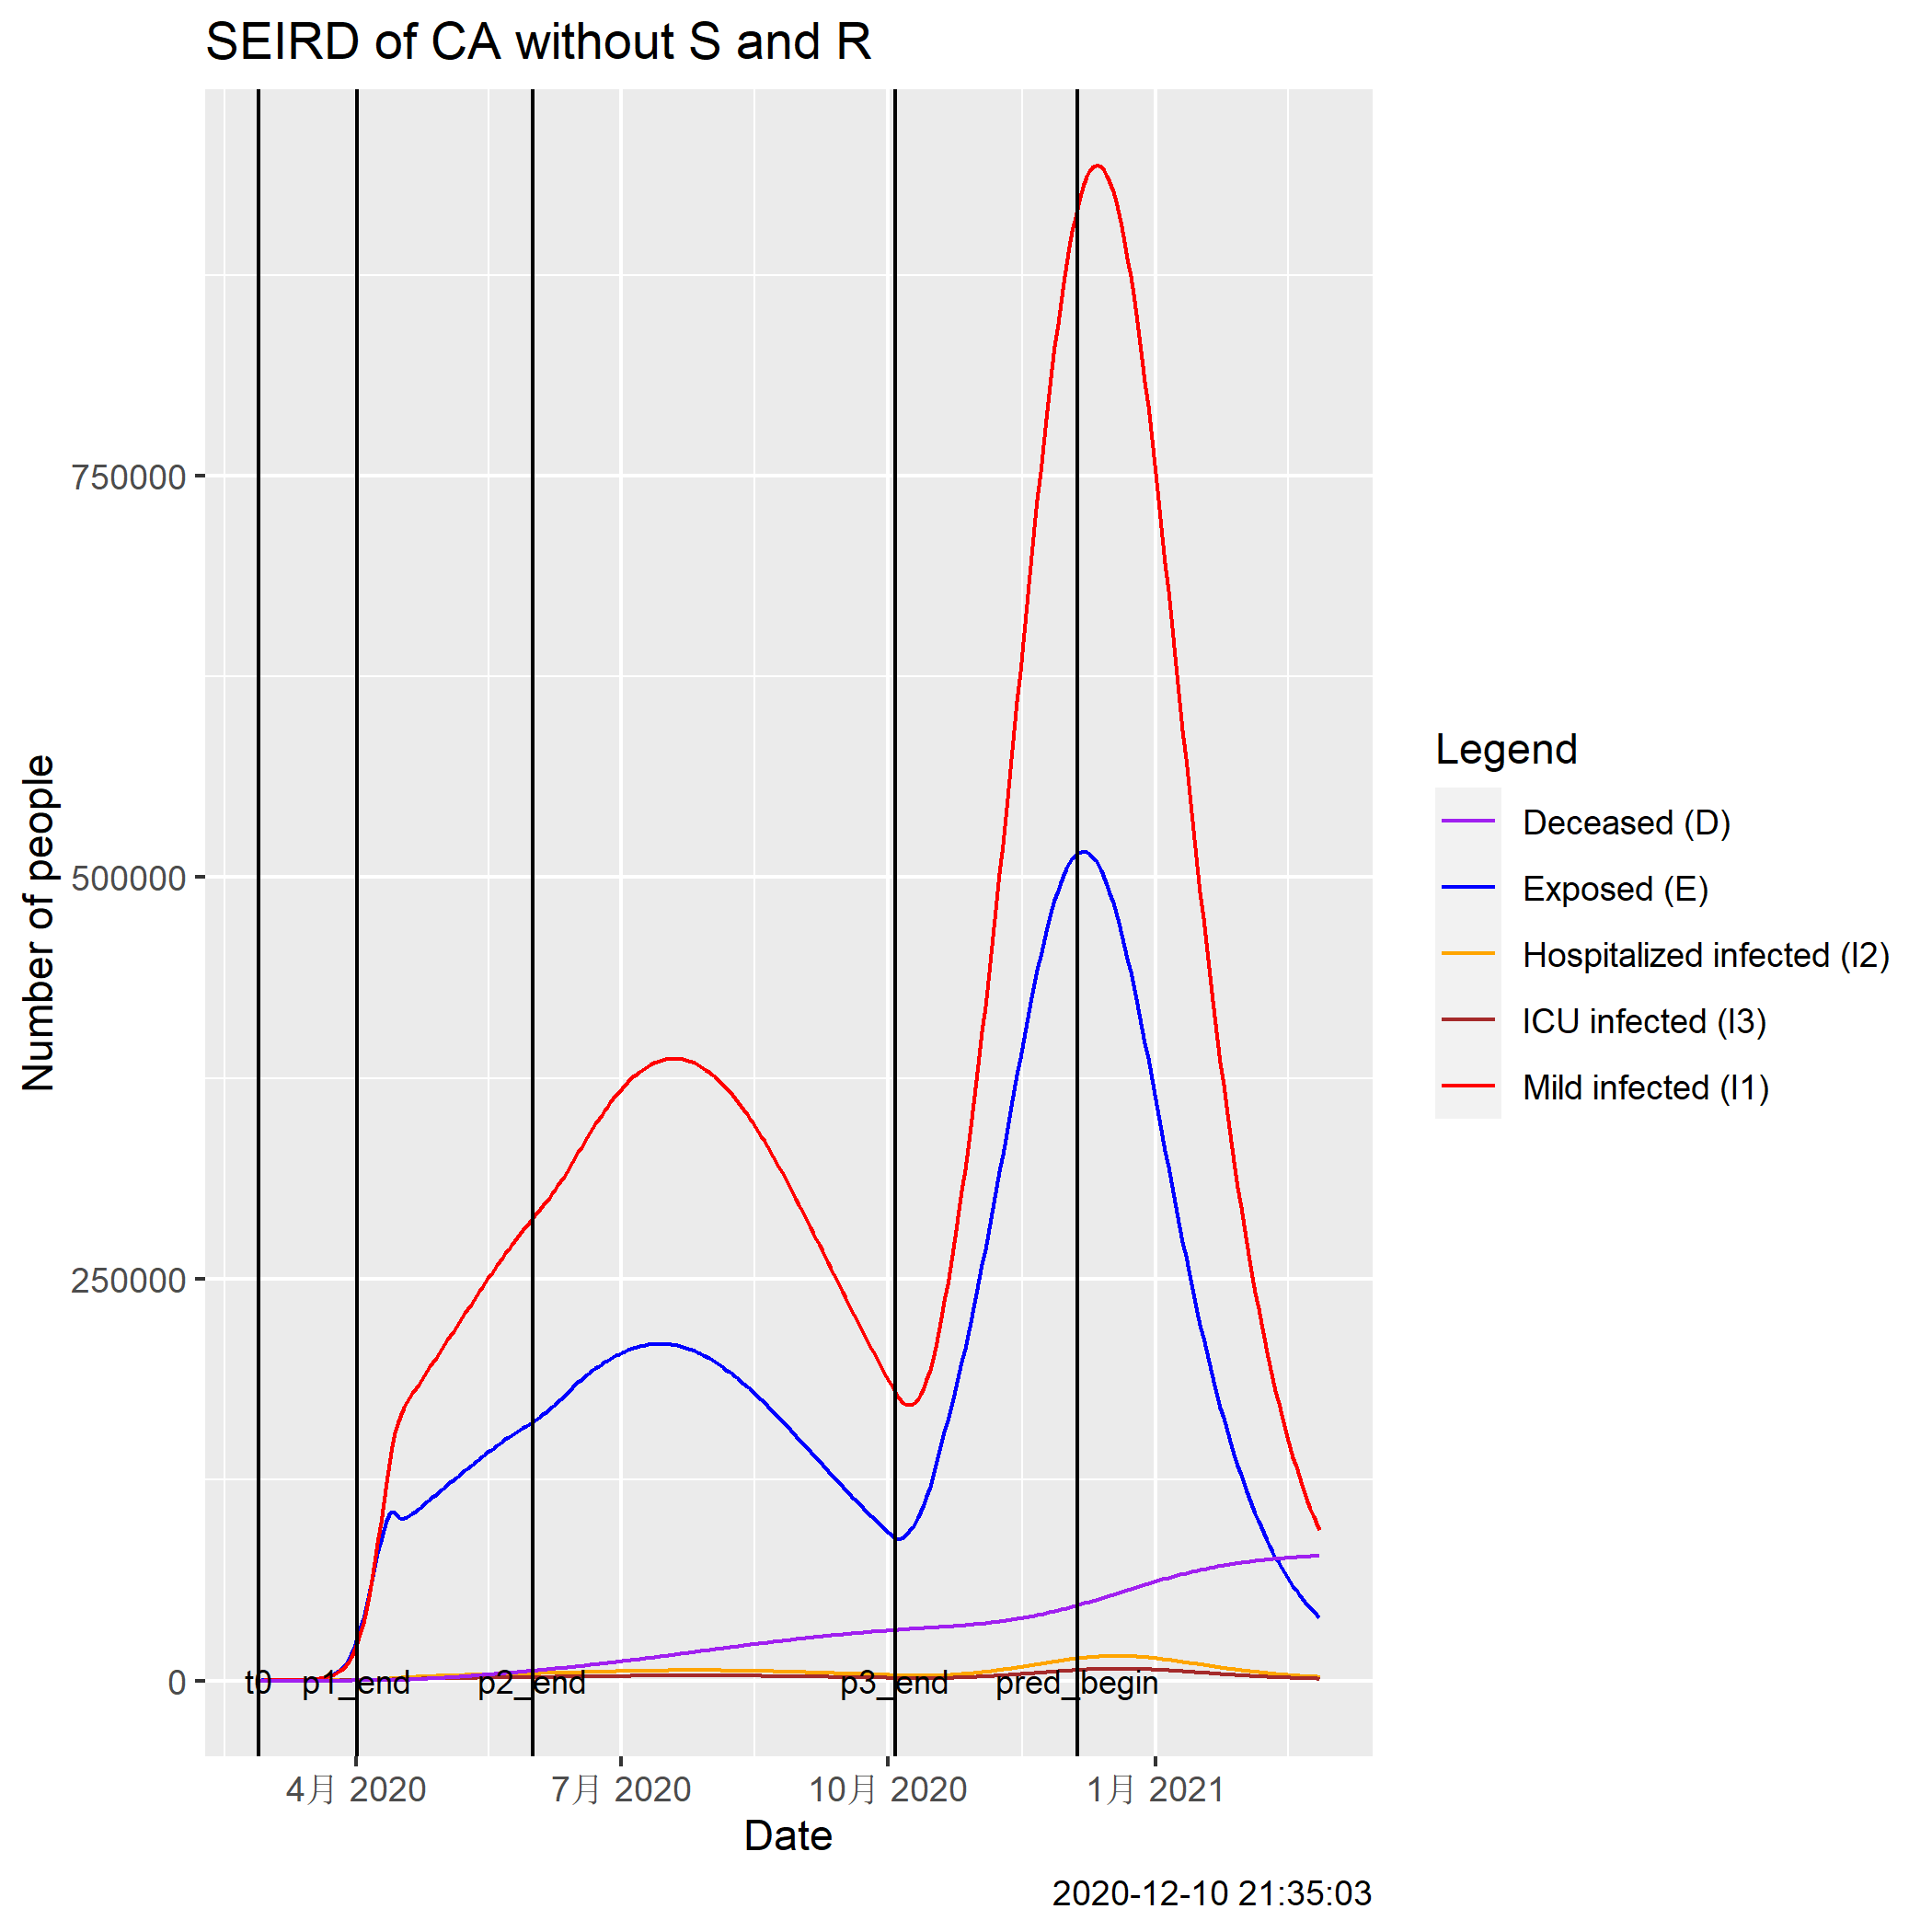 SEIRD of CA without S and R
Number of people
750000
500000
250000
0
t0
p1_end
p2_end
p3_end
pred_begin
4月 2020
7月 2020
10月 2020
1月 2021
Date
Legend
Deceased (D)
Exposed (E)
Hospitalized infected (I2)
ICU infected (I3)
Mild infected (I1)
2020-12-10 21:35:03